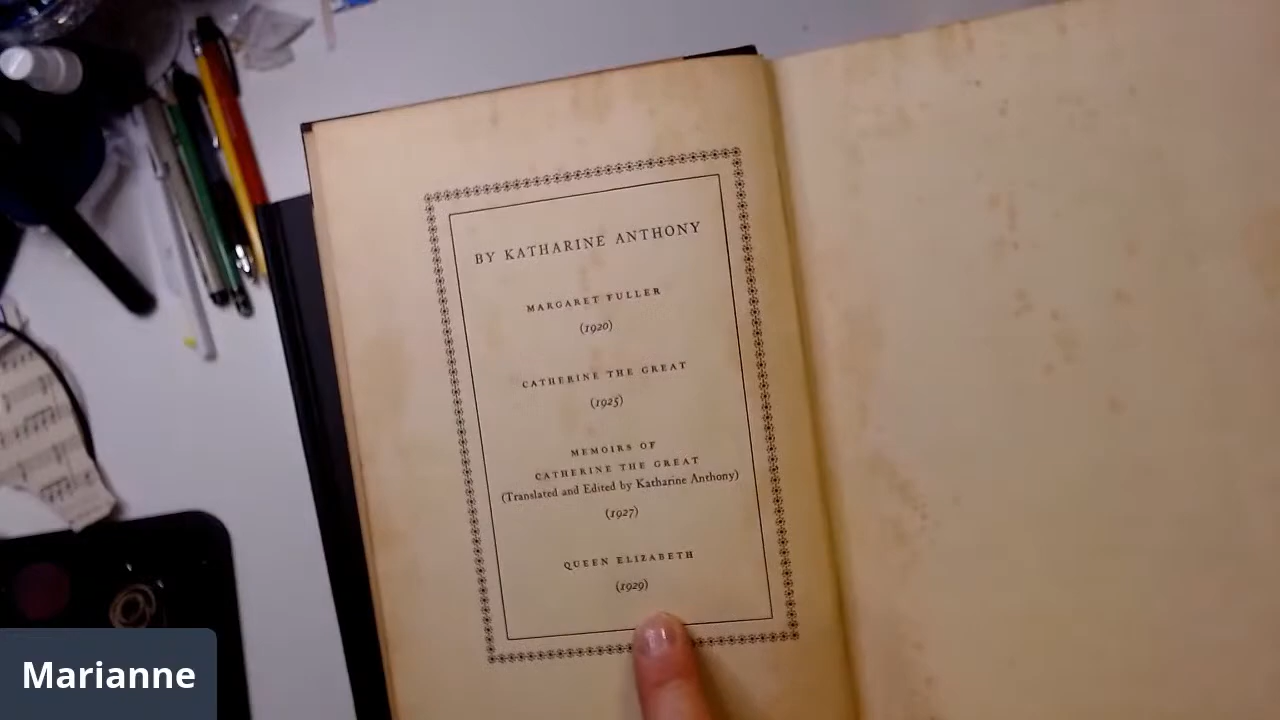 BY KATHARINE ANTHONY
MARGARET FULLER
(1920)
CATHERINE THE GREAT
(1925)
MEMOIRS OF
CATHERINE THE GREAT
(Translated and Edited by Katharine Anthony)
(1927)
QUEEN ELIZABETH
(1929)
Marianne